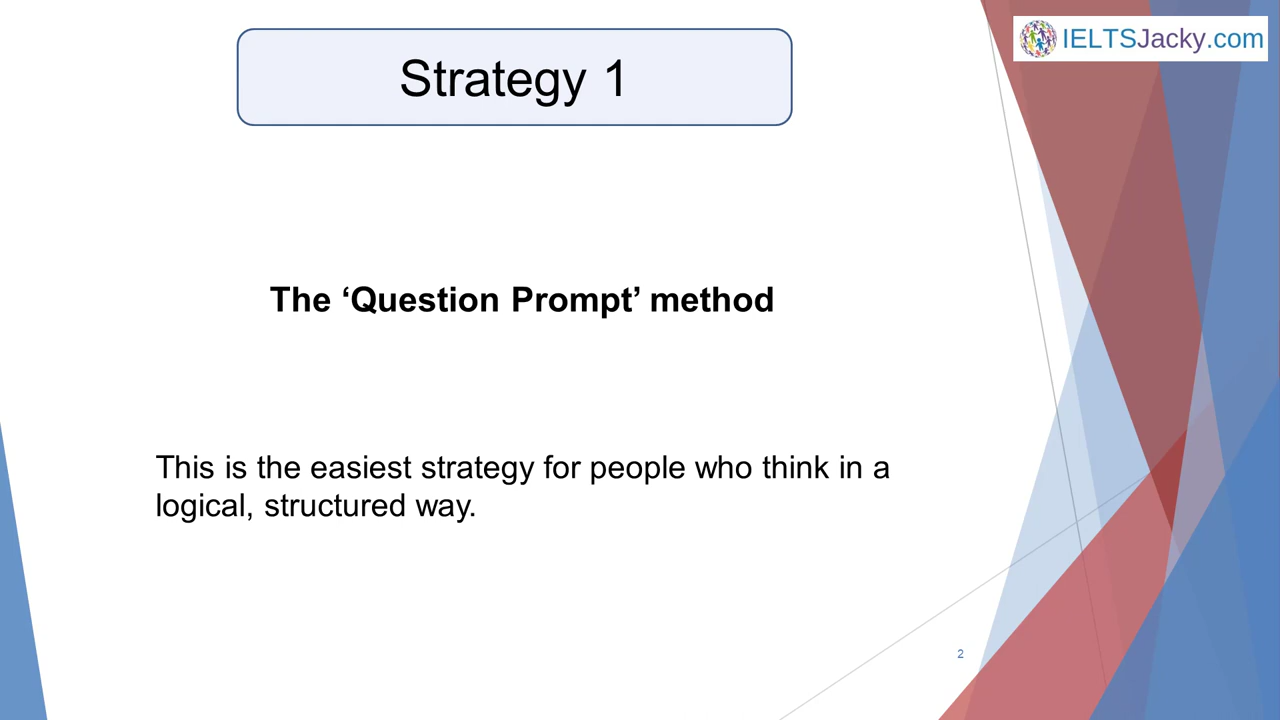 IELTSJacky.com
Strategy 1
The ‘Question Prompt’ method
This is the easiest strategy for people who think in a
logical, structured way.
2